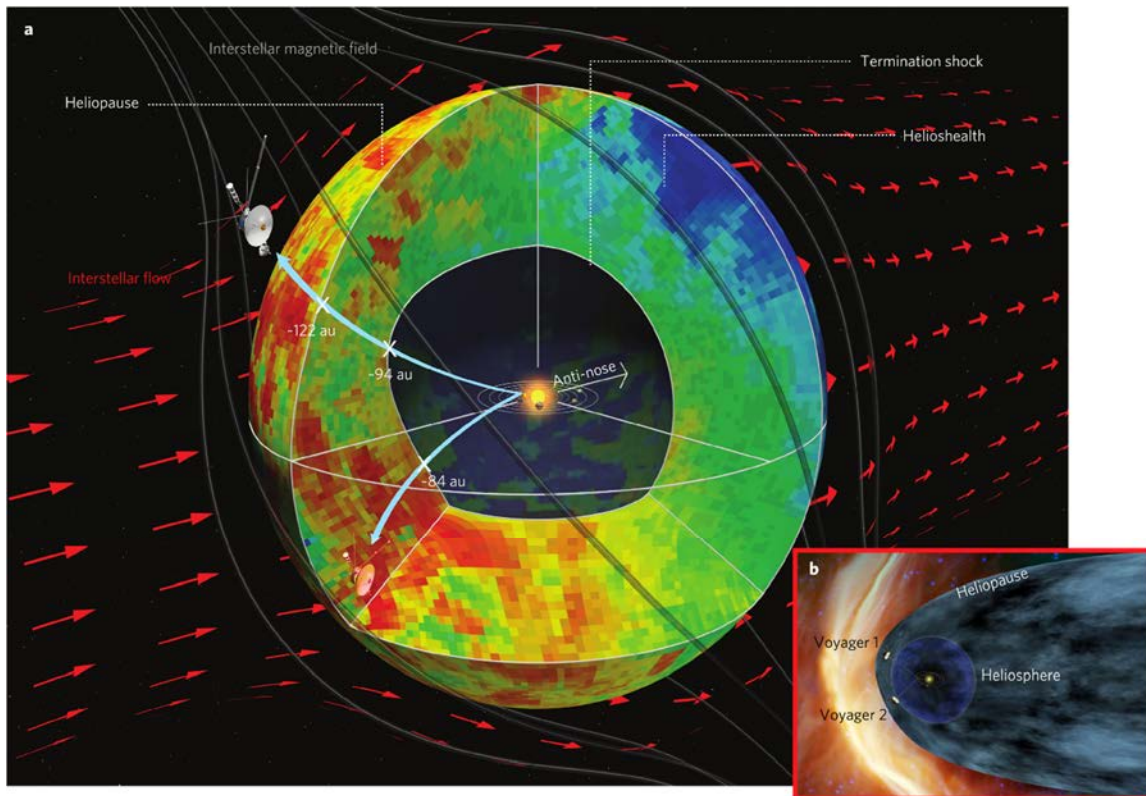 a
Interstellar magnetic field
Termination shock
Heliopause
Helioshealth
Interstellar flow
~122 au
~94 au
Anti-nose
~84 au
b
Heliopause
Voyager 1
Heliosphere
Voyager 2